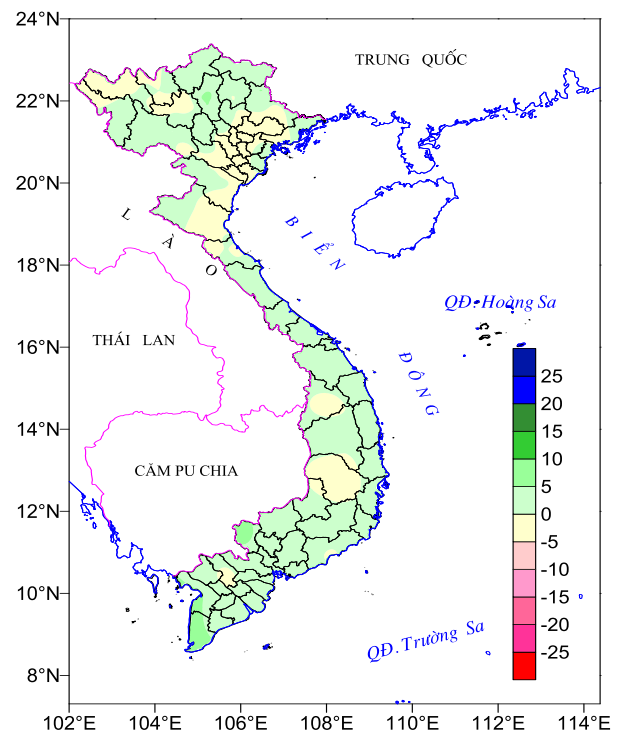 24°N
TRUNG QUỐC
22°N
20°N
LÀO
BIỂN
18°N
QĐ. Hoàng Sa
THÁI LAN
16°N
ĐÔNG
25
20
15
10
5
0
-5
-10
-15
-20
-25
14°N
CĂM PU CHIA
12°N
10°N
QĐ. Trường Sa
8°N
102°E 104°E 106°E 108°E 110°E 112°E 114°E